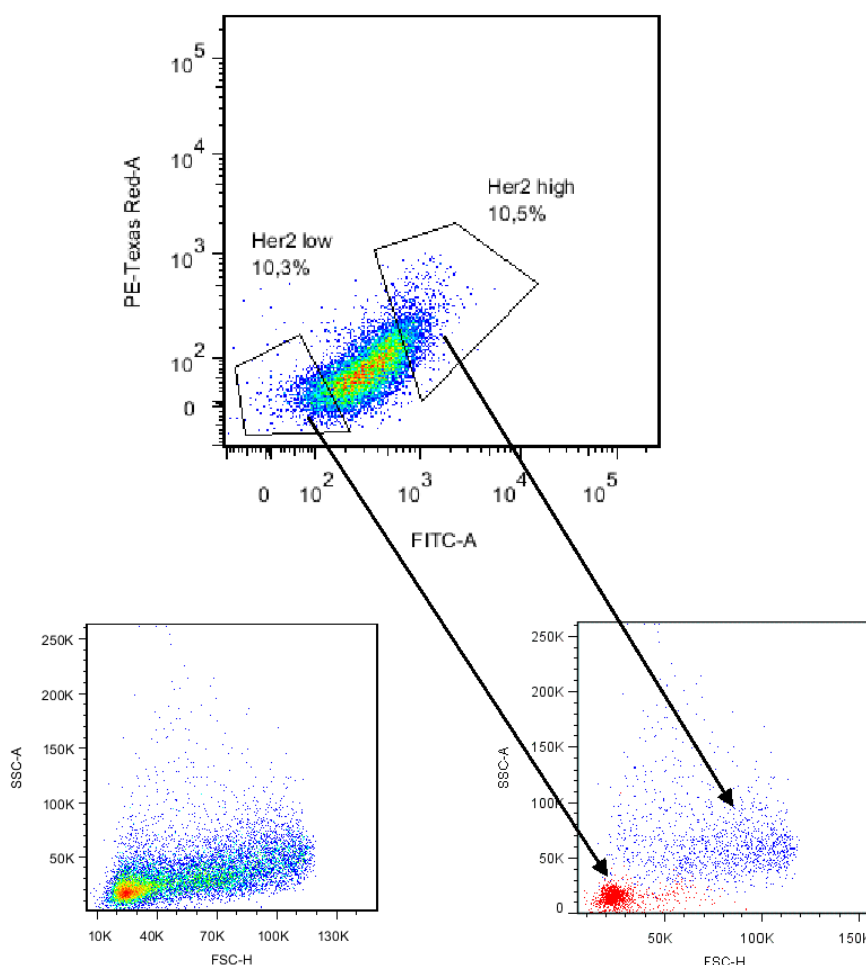 10^5
10^4
10^3
10^2
0
PE-Texas Red-A
Her2 high
10,5%
Her2 low
10,3%
0 10^2 10^3 10^4 10^5
FITC-A
250K
200K
150K
100K
50K
SSC-A
10K 40K 70K 100K 130K
FSC-H
250K
200K
150K
100K
50K
0
SSC-A
50K 100K 150K
FSC-H